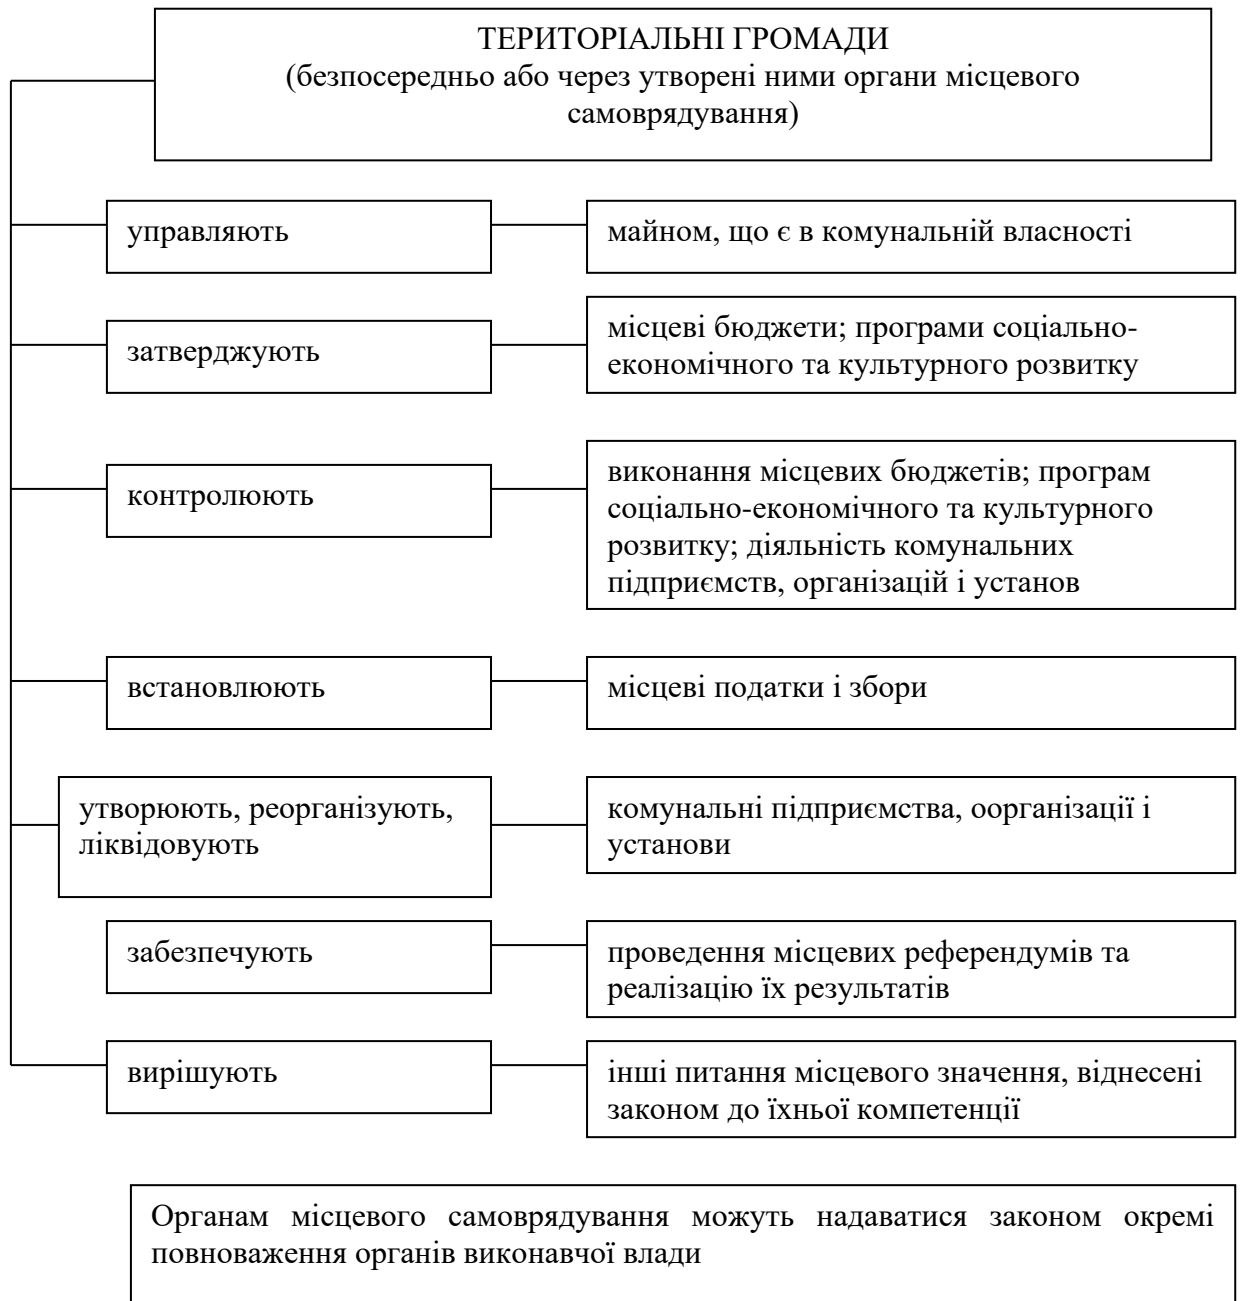 ТЕРИТОРІАЛЬНІ ГРОМАДИ
(безпосередньо або через утворені ними органи місцевого
самоврядування)
управляють
майном, що є в комунальній власності
затверджують
місцеві бюджети; програми соціально-
економічного та культурного розвитку
контролюють
виконання місцевих бюджетів; програм
соціально-економічного та культурного
розвитку; діяльність комунальних
підприємств, організацій і установ
встановлюють
місцеві податки і збори
утворюють, реорганізують,
ліквідовують
комунальні підприємства, оорганізації і
установи
забезпечують
проведення місцевих референдумів та
реалізацію їх результатів
вирішують
інші питання місцевого значення, віднесені
законом до їхньої компетенції
Органам місцевого самоврядування можуть надаватися законом окремі
повноваження органів виконавчої влади